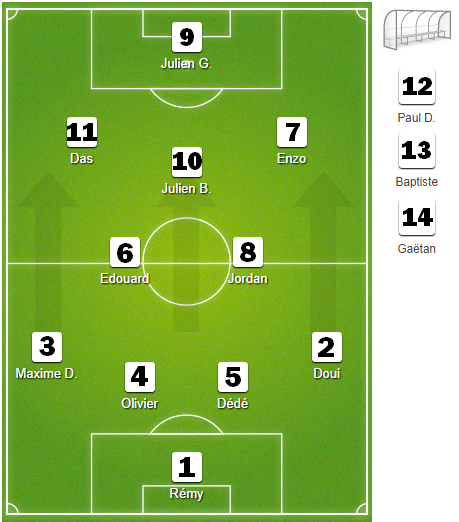 9
Julien G.
12
Paul D.
11
Das
7
Enzo
10
Julien B.
13
Baptiste
14
Gaëtan
6
Edouard
8
Jordan
3
Maxime D.
2
Doui
4
Olivier
5
Dédé
1
Rémy